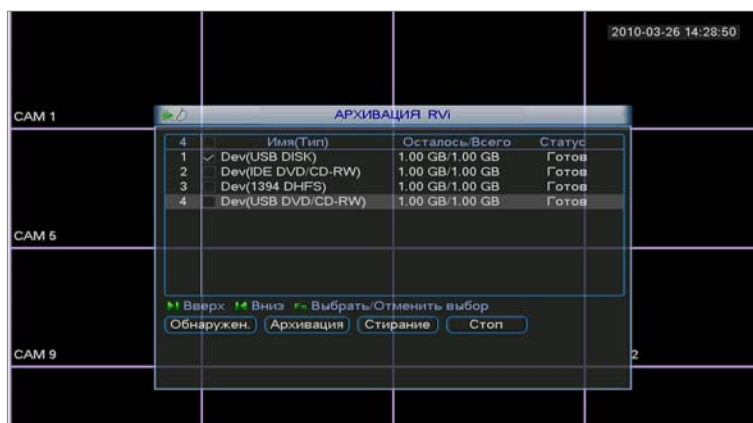 2010-03-26 14:28:50
CAM 1
АРХИВАЦИЯ RVi
4 Имя(Тип) Осталось/Всего Статус
1 Dev(USB DISK) 1.00 GB/1.00 GB Готов
2 Dev(IDE DVD/CD-RW) 1.00 GB/1.00 GB Готов
3 Dev(1394 DHFS) 1.00 GB/1.00 GB Готов
4 Dev(USB DVD/CD-RW) 1.00 GB/1.00 GB Готов
CAM 5
Вверх Вниз Fn Выбрать/Отменить выбор
Обнаружен. Архивация Стирание Стоп
CAM 9
2